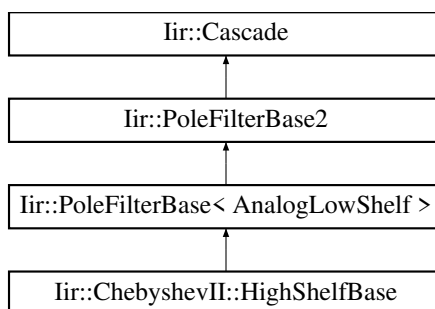 Iir::Cascade
Iir::PoleFilterBase2
Iir::PoleFilterBase< AnalogLowShelf >
Iir::ChebyshevII::HighShelfBase